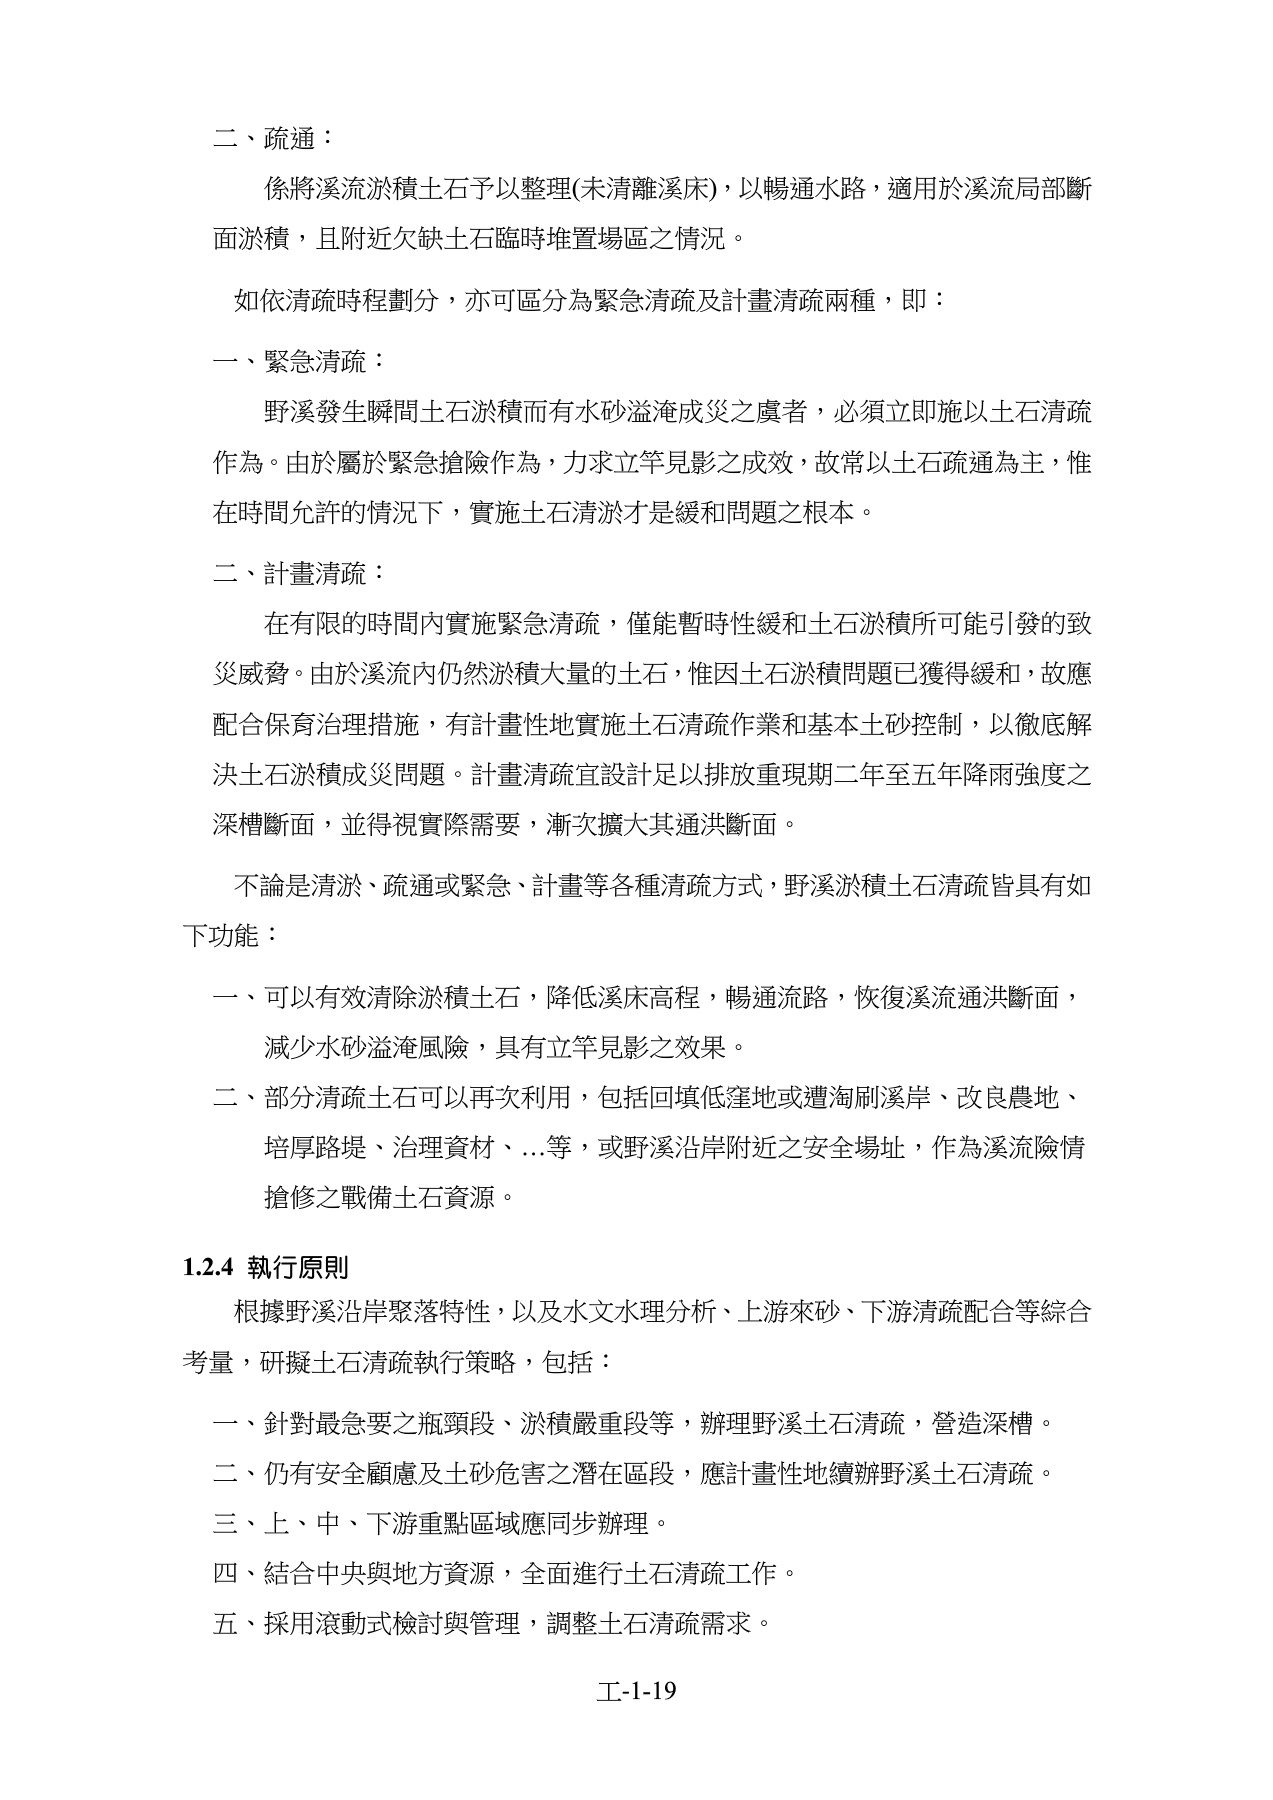 二、疏通：
係將溪流淤積土石予以整理(未清離溪床)，以暢通水路，適用於溪流局部斷
面淤積，且附近欠缺土石臨時堆置場區之情況。
如依清疏時程劃分，亦可區分為緊急清疏及計畫清疏兩種，即：
一、緊急清疏：
野溪發生瞬間土石淤積而有水砂溢淹成災之虞者，必須立即施以土石清疏
作為。由於屬於緊急搶險作為，力求立竿見影之成效，故常以土石疏通為主，惟
在時間允許的情況下，實施土石清淤才是緩和問題之根本。
二、計畫清疏：
在有限的時間內實施緊急清疏，僅能暫時性緩和土石淤積所可能引發的致
災威脅。由於溪流內仍然淤積大量的土石，惟因土石淤積問題已獲得緩和，故應
配合保育治理措施，有計畫性地實施土石清疏作業和基本土砂控制，以徹底解
決土石淤積成災問題。計畫清疏宜設計足以排放重現期二年至五年降雨強度之
深槽斷面，並得視實際需要，漸次擴大其通洪斷面。
不論是清淤、疏通或緊急、計畫等各種清疏方式，野溪淤積土石清疏皆具有如
下功能：
一、可以有效清除淤積土石，降低溪床高程，暢通流路，恢復溪流通洪斷面，
減少水砂溢淹風險，具有立竿見影之效果。
二、部分清疏土石可以再次利用，包括回填低窪地或遭淘刷溪岸、改良農地、
培厚路堤、治理資材、…等，或野溪沿岸附近之安全場址，作為溪流險情
搶修之戰備土石資源。
1.2.4 執行原則
根據野溪沿岸聚落特性，以及水文水理分析、上游來砂、下游清疏配合等綜合
考量，研擬土石清疏執行策略，包括：
一、針對最急要之瓶頸段、淤積嚴重段等，辦理野溪土石清疏，營造深槽。
二、仍有安全顧慮及土砂危害之潛在區段，應計畫性地續辦野溪土石清疏。
三、上、中、下游重點區域應同步辦理。
四、結合中央與地方資源，全面進行土石清疏工作。
五、採用滾動式檢討與管理，調整土石清疏需求。
工-1-19